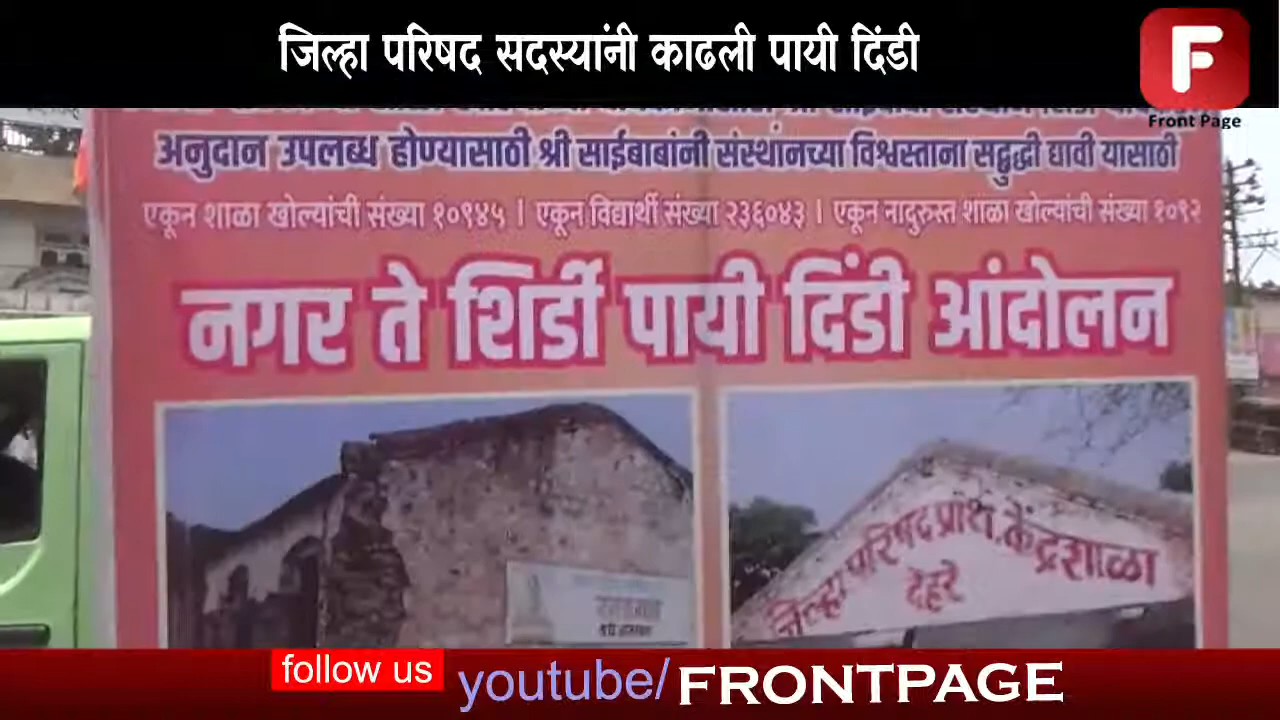 जिल्हा परिषद सदस्यांनी काढली पायी दिंडी
F
Front Page
अनुदान उपलब्ध होण्यासाठी श्री साईबाबांनी संस्थांनच्या विश्वस्ताना सद्बुद्धी द्यावी यासाठी
एकून शाळा खोल्यांची संख्या १०९४५ । एकून विद्यार्थी संख्या २३६०४३ । एकून नादुरुस्त शाळा खोल्यांची संख्या १०९२
नगर ते शिर्डी पायी दिंडी आंदोलन
जिल्हा परिषद प्राथ. केंद्रशाळा
देहरे
follow us
youtube/ FRONTPAGE